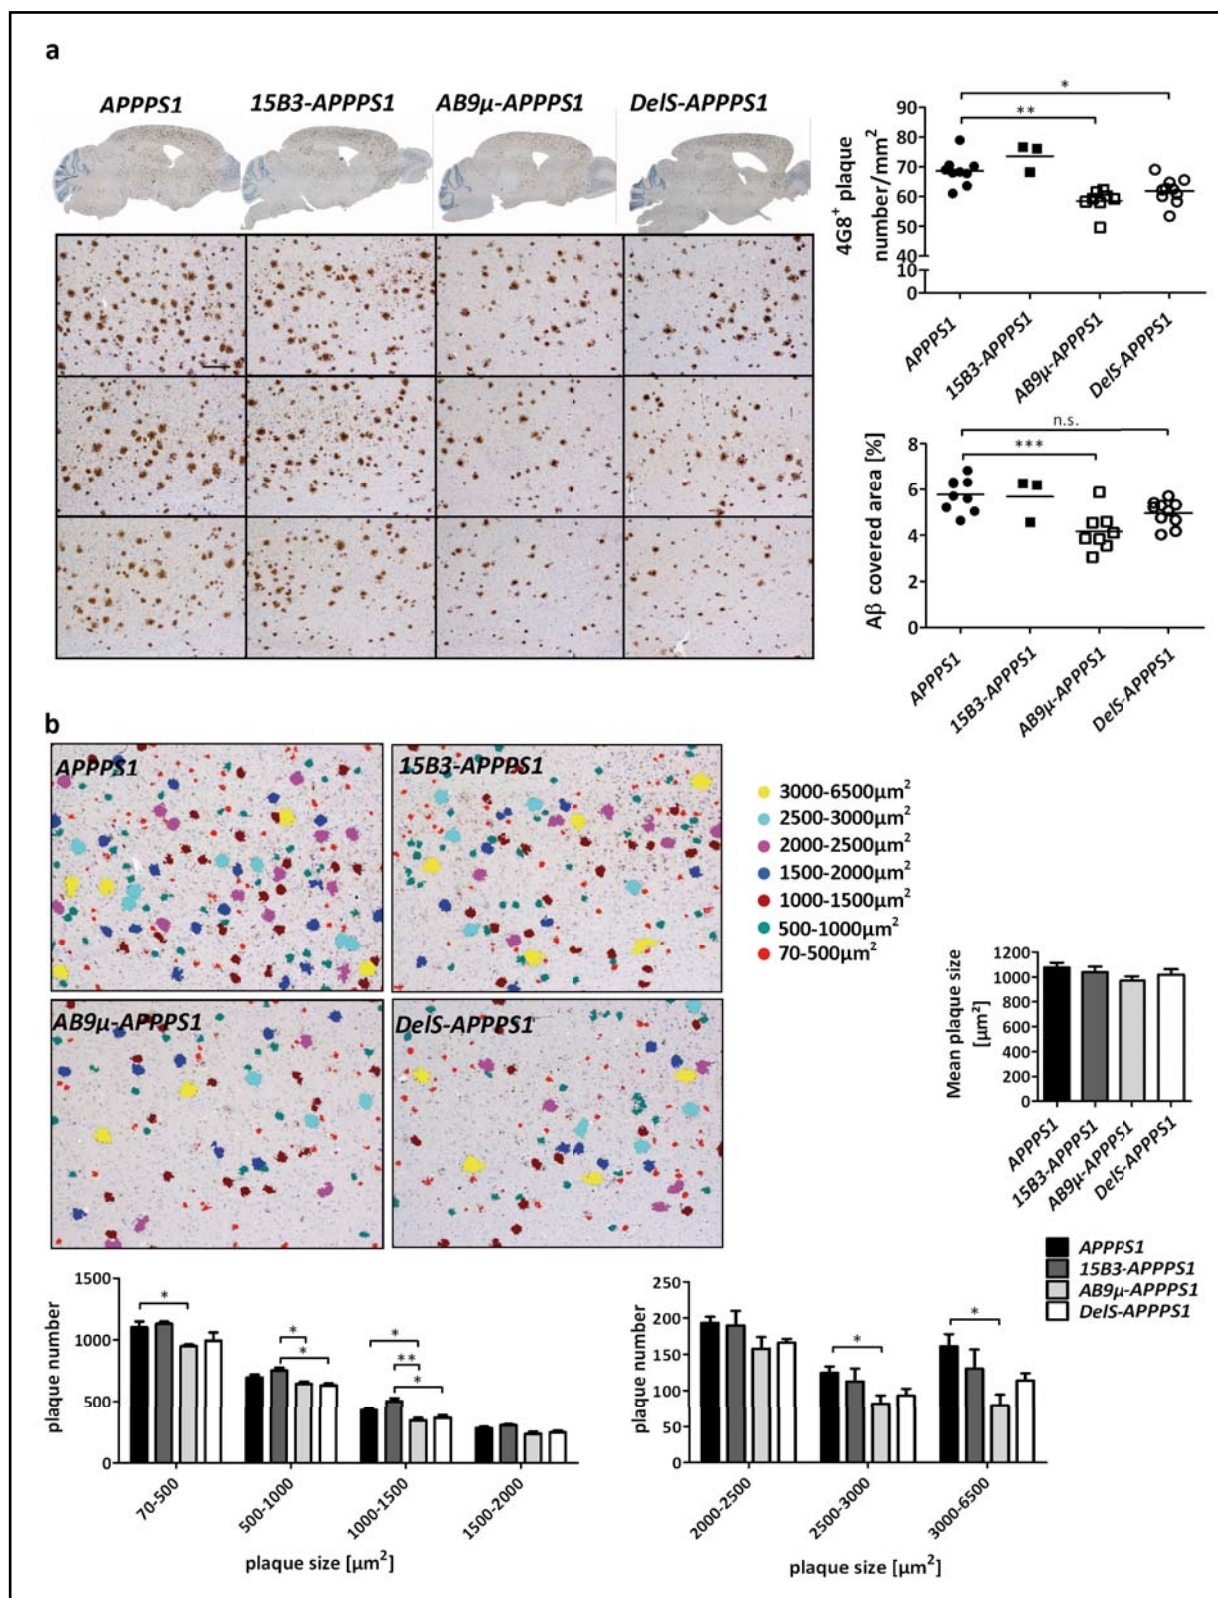 a
APPPS1 15B3-APPPS1 AB9µ-APPPS1 DelS-APPPS1
4G8+ plaque
number/mm²
90
80
70
60
50
40
10
0
*
**
APPPS1
15B3-APPPS1
AB9µ-APPPS1
DelS-APPPS1
Aβ covered area [%]
8
6
4
2
0
n.s.
***
APPPS1
15B3-APPPS1
AB9µ-APPPS1
DelS-APPPS1
b
APPPS1
15B3-APPPS1
AB9µ-APPPS1
DelS-APPPS1
3000-6500µm²
2500-3000µm²
2000-2500µm²
1500-2000µm²
1000-1500µm²
500-1000µm²
70-500µm²
Mean plaque size
[µm²]
1200
1000
800
600
400
200
0
APPPS1
15B3-APPPS1
AB9µ-APPPS1
DelS-APPPS1
APPPS1
15B3-APPPS1
AB9µ-APPPS1
DelS-APPPS1
plaque number
1500
1000
500
0
*
*
*
*
**
*
70-500
500-1000
1000-1500
1500-2000
plaque size [µm²]
plaque number
250
200
150
100
50
0
*
*
2000-2500
2500-3000
3000-6500
plaque size [µm²]